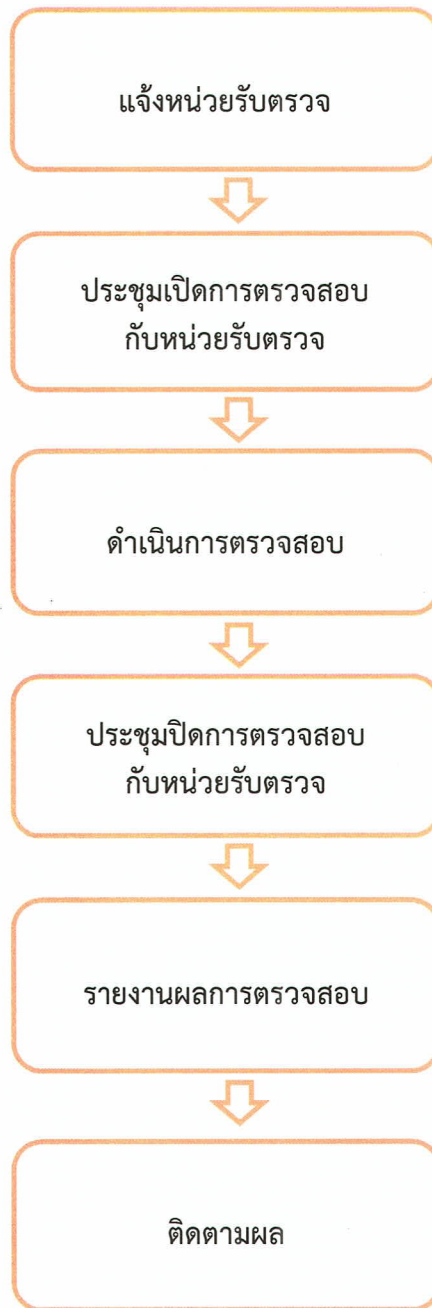 แจ้งหน่วยรับตรวจ
ประชุมเปิดการตรวจสอบ
กับหน่วยรับตรวจ
ดำเนินการตรวจสอบ
ประชุมปิดการตรวจสอบ
กับหน่วยรับตรวจ
รายงานผลการตรวจสอบ
ติดตามผล